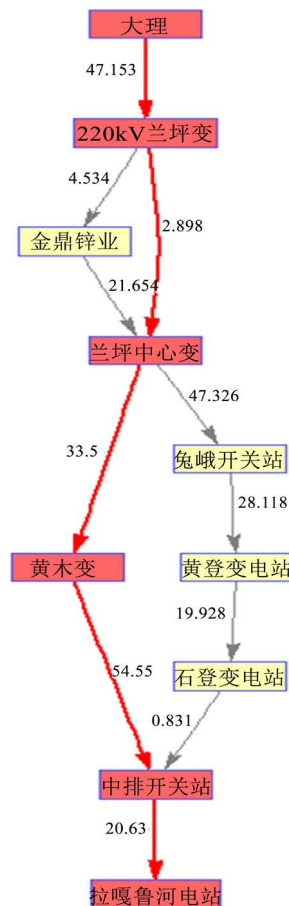 大理
47.153
220kV兰坪变
4.534
2.898
金鼎锌业
21.654
兰坪中心变
47.326
33.5
兔峨开关站
28.118
黄木变
黄登变电站
19.928
54.55
石登变电站
0.831
中排开关站
20.63
拉嘎鲁河电站